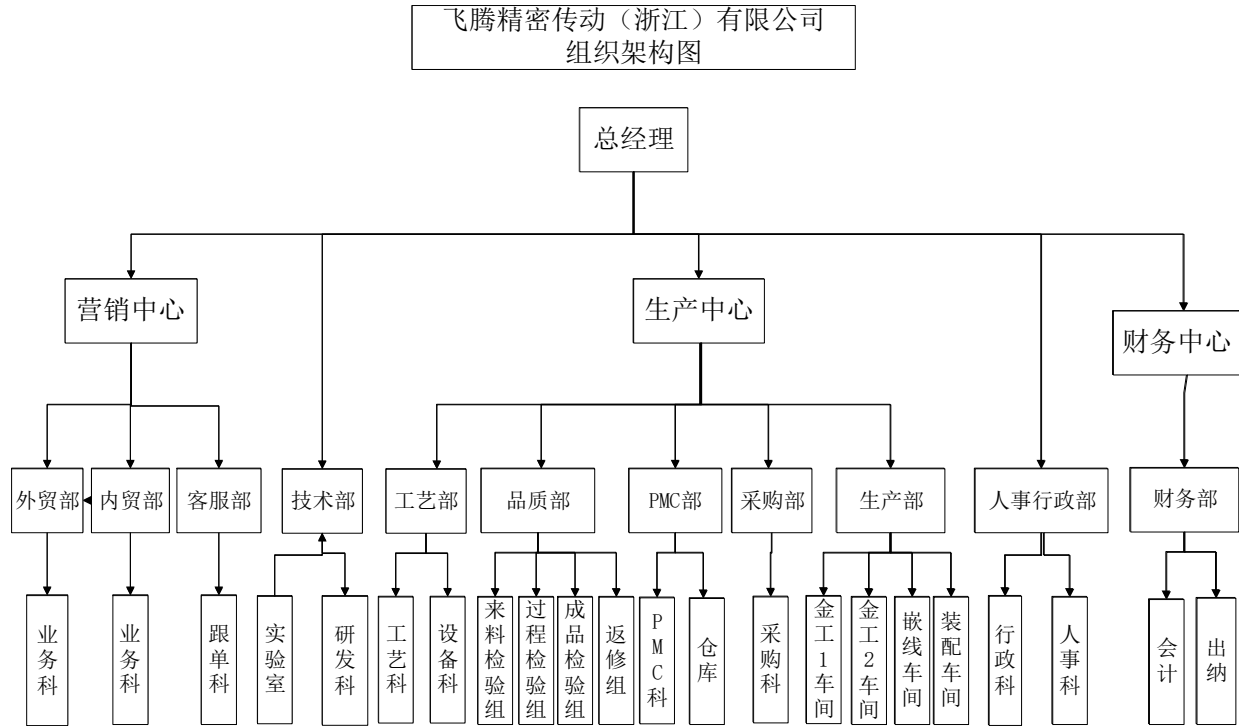 飞腾精密传动（浙江）有限公司
组织架构图
总经理
营销中心
生产中心
财务中心
外贸部
内贸部
客服部
技术部
工艺部
品质部
PMC部
采购部
生产部
人事行政部
财务部
业务科
业务科
跟单科
实验室
研发科
工艺科
设备科
来料检验组
过程检验组
成品检验组
返修组
PMC科
仓库
采购科
金工1车间
金工2车间
嵌线车间
装配车间
行政科
人事科
会计
出纳